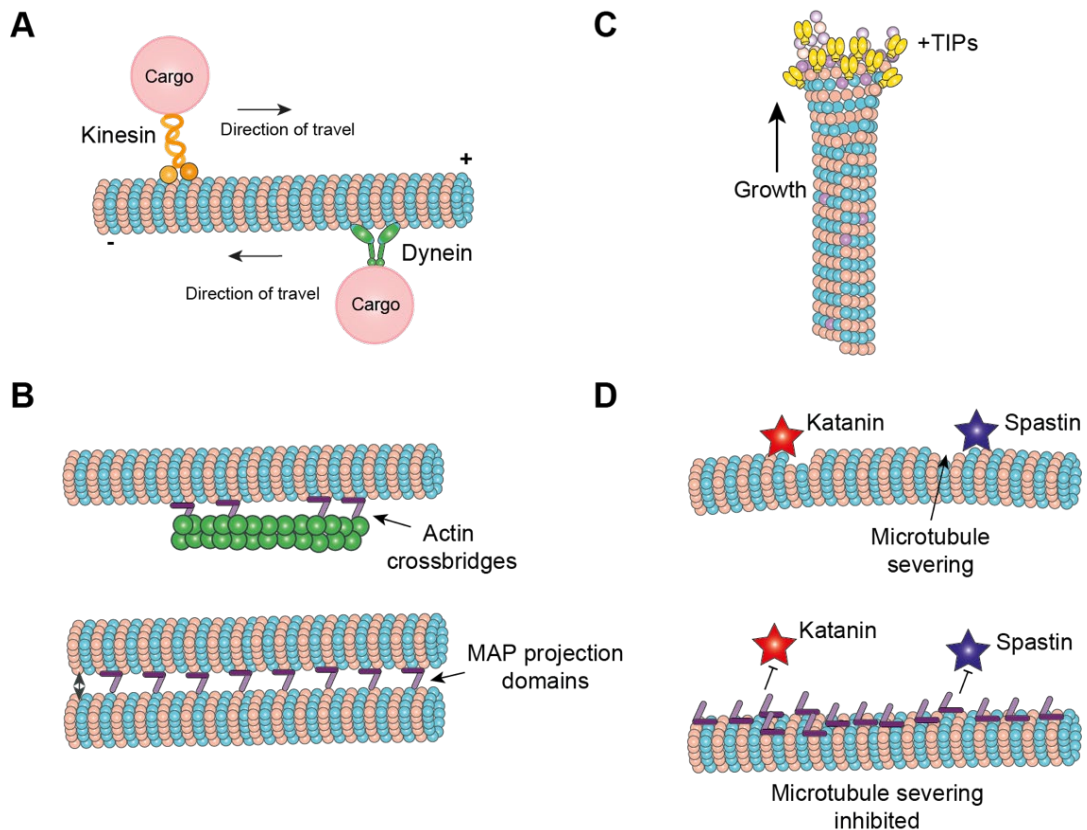 A
Cargo
Kinesin
Direction of travel
+
-
Dynein
Direction of travel
Cargo
B
Actin
crossbridges
MAP projection
domains
C
+TIPs
Growth
D
Katanin
Spastin
Microtubule
severing
Katanin
Spastin
Microtubule severing
inhibited